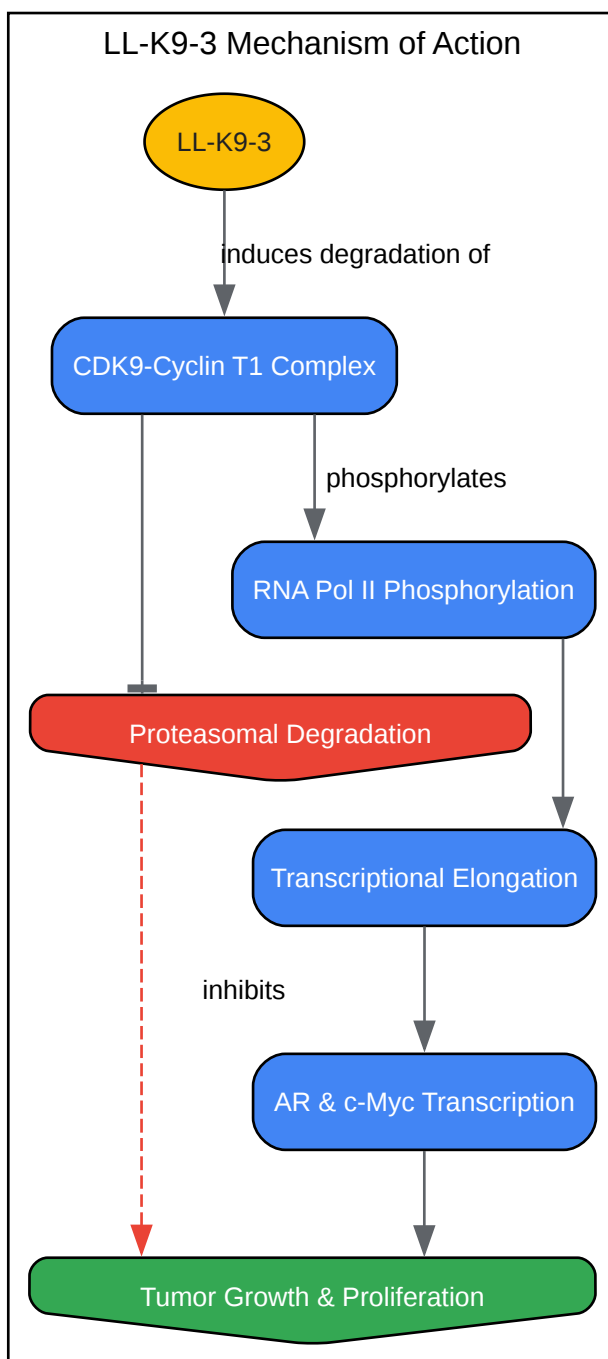 LL-K9-3 Mechanism of Action
LL-K9-3
induces degradation of
CDK9-Cyclin T1 Complex
phosphorylates
RNA Pol II Phosphorylation
Proteasomal Degradation
Transcriptional Elongation
inhibits
AR & c-Myc Transcription
Tumor Growth & Proliferation